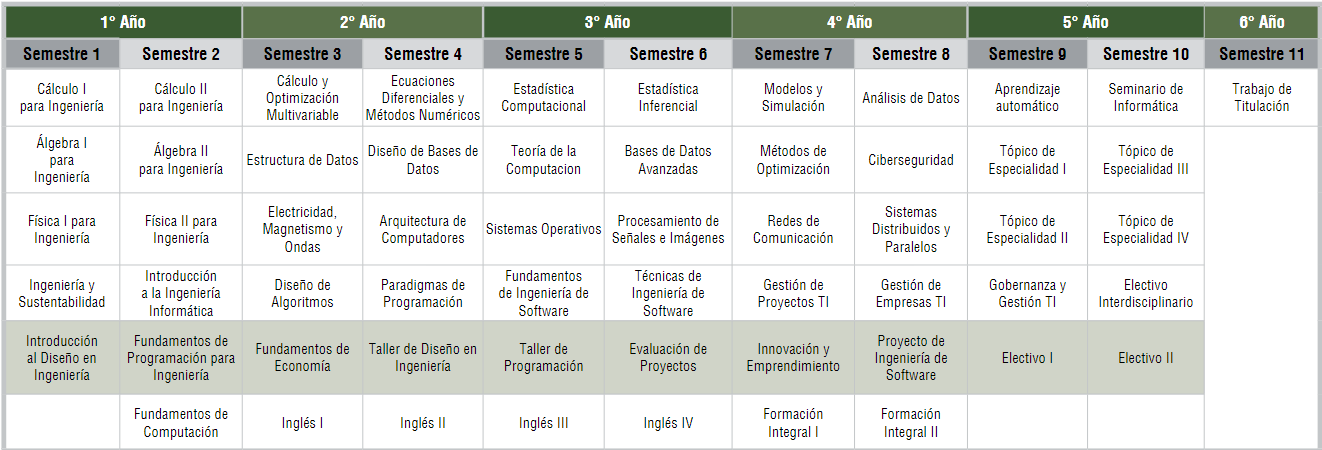 1° Año 2° Año 3° Año 4° Año 5° Año 6° Año
Semestre 1 Semestre 2 Semestre 3 Semestre 4 Semestre 5 Semestre 6 Semestre 7 Semestre 8 Semestre 9 Semestre 10 Semestre 11
Cálculo I
para Ingeniería
Cálculo II
para Ingeniería
Cálculo y
Optimización
Multivariable
Ecuaciones
Diferenciales y
Métodos Numéricos
Estadística
Computacional
Estadística
Inferencial
Modelos y
Simulación
Análisis de Datos
Aprendizaje
automático
Seminario de
Informática
Trabajo de
Titulación
Álgebra I
para
Ingeniería
Álgebra II
para Ingeniería
Estructura de Datos
Diseño de Bases de
Datos
Teoría de la
Computacion
Bases de Datos
Avanzadas
Métodos de
Optimización
Ciberseguridad
Tópico de
Especialidad I
Tópico de
Especialidad III
Física I para
Ingeniería
Física II para
Ingeniería
Electricidad,
Magnetismo y
Ondas
Arquitectura de
Computadores
Sistemas Operativos
Procesamiento de
Señales e Imágenes
Redes de
Comunicación
Sistemas
Distribuidos y
Paralelos
Tópico de
Especialidad II
Tópico de
Especialidad IV
Ingeniería y
Sustentabilidad
Introducción
a la Ingeniería
Informática
Diseño de
Algoritmos
Paradigmas de
Programación
Fundamentos
de Ingeniería de
Software
Técnicas de
Ingeniería de
Software
Gestión de
Proyectos TI
Gestión de
Empresas TI
Gobernanza y
Gestión TI
Electivo
Interdisciplinario
Introducción
al Diseño en
Ingeniería
Fundamentos de
Programación para
Ingeniería
Fundamentos de
Economía
Taller de Diseño en
Ingeniería
Taller de
Programación
Evaluación de
Proyectos
Innovación y
Emprendimiento
Proyecto de
Ingeniería de
Software
Electivo I
Electivo II
Fundamentos de
Computación
Inglés I
Inglés II
Inglés III
Inglés IV
Formación
Integral I
Formación
Integral II